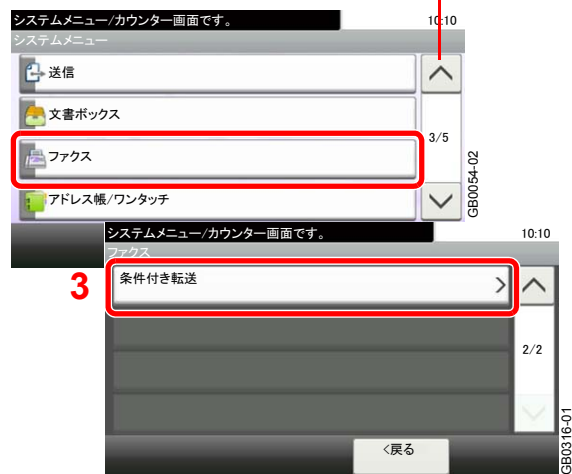 システムメニュー/カウンター画面です。
10:10
システムメニュー
送信
文書ボックス
3/5
ファクス
アドレス帳/ワンタッチ
GB0054-02
システムメニュー/カウンター画面です。
10:10
ファクス
3
条件付き転送
2/2
<戻る
GB0316-01